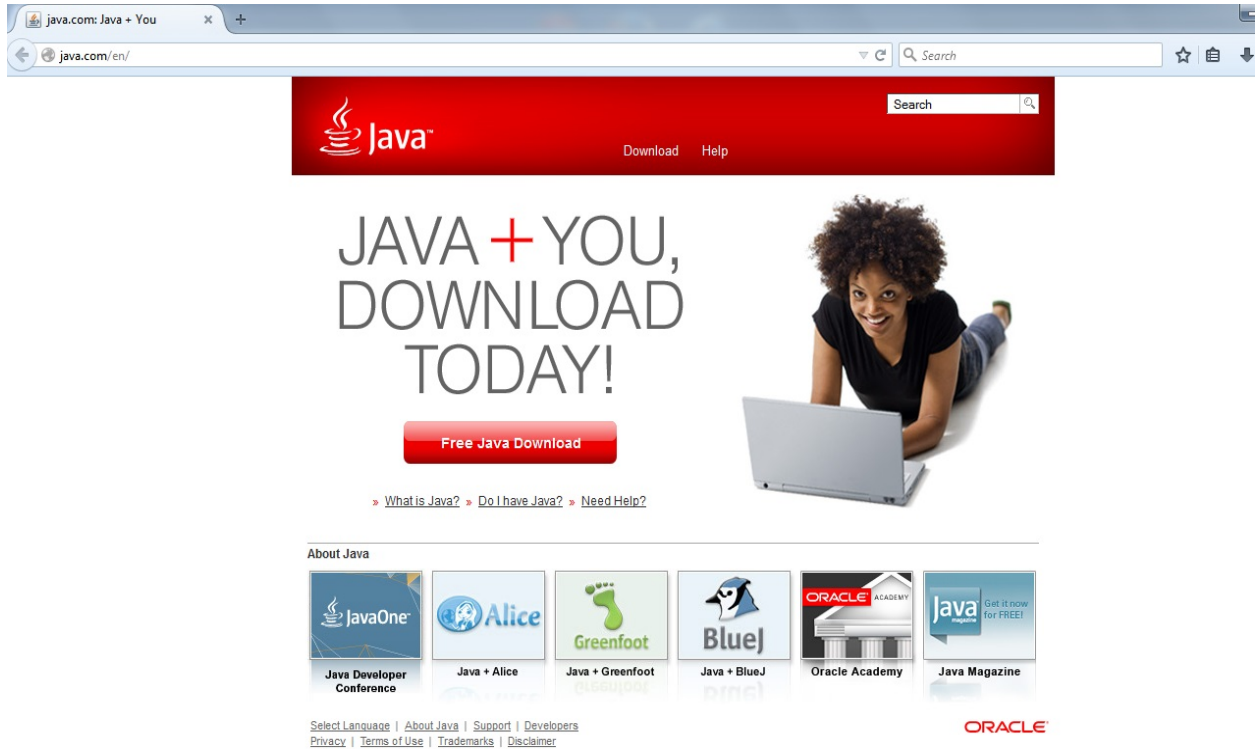 java.com: Java + You
java.com/en/
Search
Java™
Search
Download Help
JAVA + YOU,
DOWNLOAD
TODAY!
Free Java Download
» What is Java? » Do I have Java? » Need Help?
About Java
JavaOne™
Alice
Greenfoot
BlueJ
ORACLE ACADEMY
Java magazine
Get it now
for FREE!
Java Developer
Conference
Java + Alice
Java + Greenfoot
Java + BlueJ
Oracle Academy
Java Magazine
Select Language | About Java | Support | Developers
Privacy | Terms of Use | Trademarks | Disclaimer
ORACLE